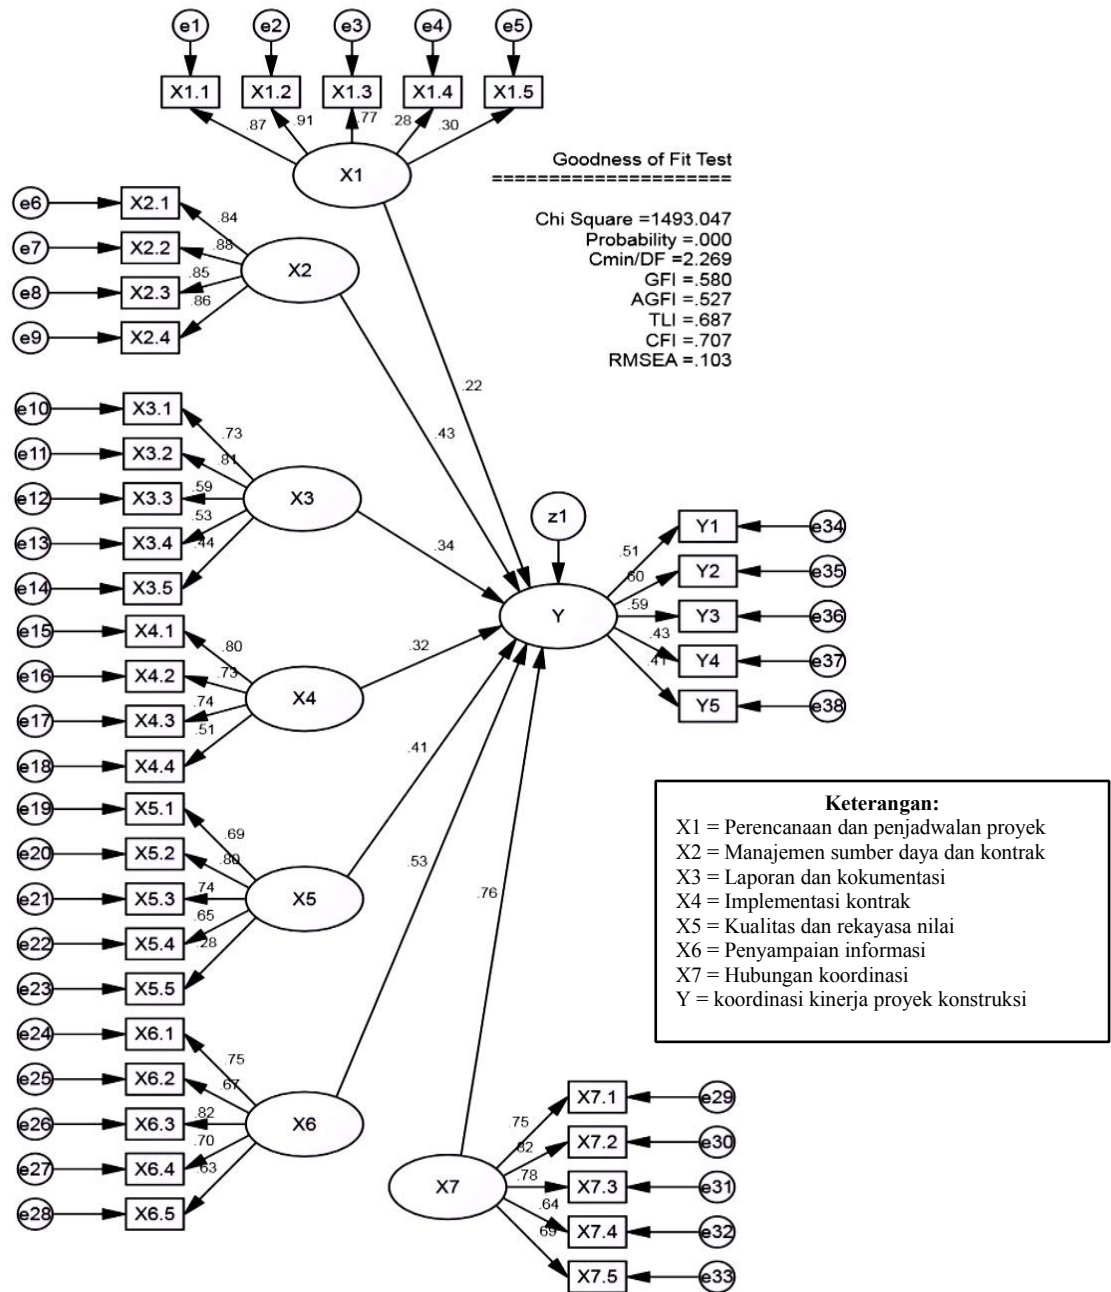 e1 e2 e3 e4 e5
X1.1 X1.2 X1.3 X1.4 X1.5
.87 .91 .77 .28 .30
X1
Goodness of Fit Test
=====================
Chi Square =1493.047
Probability =.000
Cmin/DF =2.269
GFI =.580
AGFI =.527
TLI =.687
CFI =.707
RMSEA =.103
e6 X2.1 .84
e7 X2.2 .88
X2
e8 X2.3 .85
e9 X2.4 .86
.22
.43
e10 X3.1 .73
e11 X3.2 .81
e12 X3.3 .59
X3
e13 X3.4 .53
e14 X3.5 .44
.34
z1
Y
.51 Y1 e34
.60 Y2 e35
.59 Y3 e36
.43 Y4 e37
.41 Y5 e38
e15 X4.1 .80
e16 X4.2 .73
X4
e17 X4.3 .74
e18 X4.4 .51
.32
e19 X5.1 .69
e20 X5.2 .80
e21 X5.3 .74
X5
e22 X5.4 .65
e23 X5.5 .28
.41
.53
.76
Keterangan:
X1 = Perencanaan dan penjadwalan proyek
X2 = Manajemen sumber daya dan kontrak
X3 = Laporan dan kokumentasi
X4 = Implementasi kontrak
X5 = Kualitas dan rekayasa nilai
X6 = Penyampaian informasi
X7 = Hubungan koordinasi
Y = koordinasi kinerja proyek konstruksi
e24 X6.1 .75
e25 X6.2 .67
e26 X6.3 .82
X6
e27 X6.4 .70
e28 X6.5 .63
X7
.75 X7.1 e29
.82 X7.2 e30
.78 X7.3 e31
.64 X7.4 e32
.69 X7.5 e33